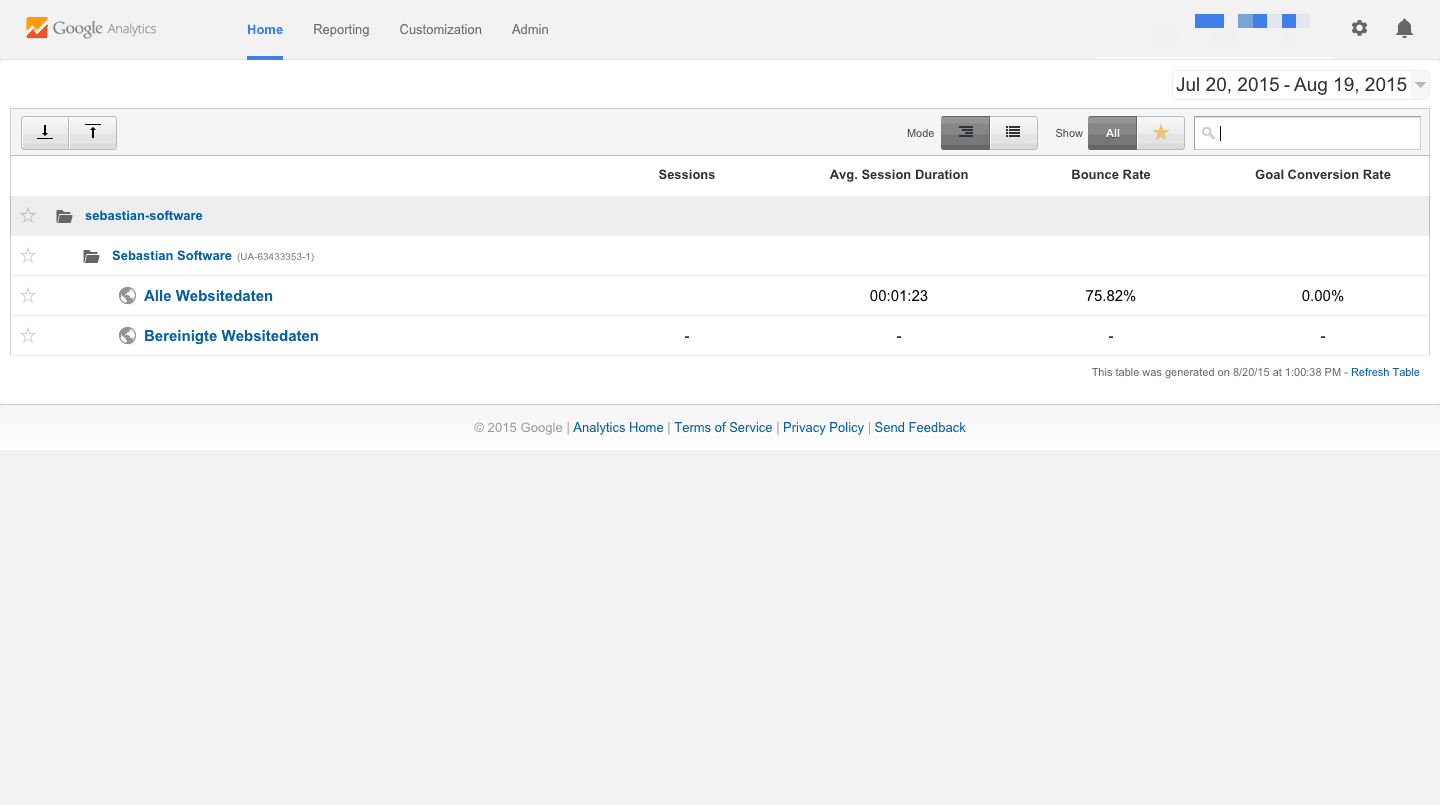 Google Analytics Home Reporting Customization Admin
Jul 20, 2015 - Aug 19, 2015
Mode Show All
Sessions Avg. Session Duration Bounce Rate Goal Conversion Rate
sebastian-software
Sebastian Software (UA-63433353-1)
Alle Websitedaten 00:01:23 75.82% 0.00%
Bereinigte Websitedaten - - - -
This table was generated on 8/20/15 at 1:00:38 PM - Refresh Table
© 2015 Google | Analytics Home | Terms of Service | Privacy Policy | Send Feedback